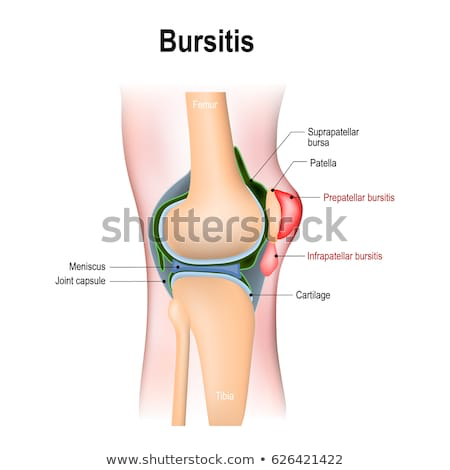 Bursitis
Femur
Suprapatellar
bursa
Patella
Prepatellar bursitis
Infrapatellar bursitis
Meniscus
Joint capsule
Cartilage
Tibia
shutterstock
www.shutterstock.com · 626421422